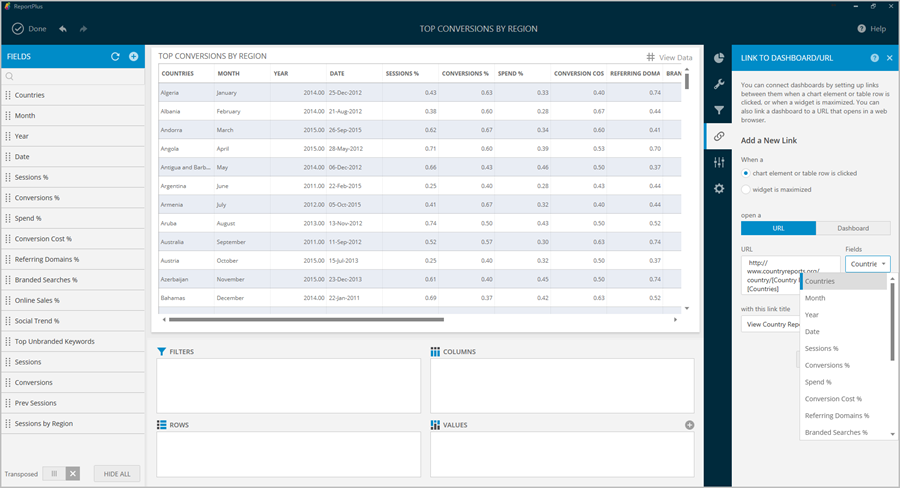 ReportPlus
Done
TOP CONVERSIONS BY REGION
Help
FIELDS
Countries
Month
Year
Date
Sessions %
Conversions %
Spend %
Conversion Cost %
Referring Domains %
Branded Searches %
Online Sales %
Social Trend %
Top Unbranded Keywords
Sessions
Conversions
Prev Sessions
Sessions by Region
Transposed
HIDE ALL
TOP CONVERSIONS BY REGION
View Data
COUNTRIES MONTH YEAR DATE SESSIONS % CONVERSIONS % SPEND % CONVERSION COS REFERRING DOMA BRAN
Algeria January 2014.00 25-Dec-2012 0.43 0.63 0.33 0.40 0.74
Albania February 2014.00 21-Aug-2012 0.38 0.60 0.28 0.67 0.44
Andorra March 2015.00 26-Sep-2015 0.62 0.67 0.34 0.60 0.41
Angola April 2015.00 28-May-2012 0.71 0.60 0.39 0.53 0.70
Antigua and Barb... May 2014.00 06-Dec-2012 0.66 0.43 0.46 0.50 0.37
Argentina June 2011.00 22-Feb-2015 0.25 0.40 0.28 0.43 0.44
Armenia July 2012.00 05-Oct-2015 0.41 0.67 0.32 0.40 0.44
Aruba August 2013.00 13-Nov-2012 0.74 0.50 0.43 0.50 0.52
Australia September 2011.00 11-Sep-2012 0.52 0.57 0.30 0.63 0.74
Austria October 2015.00 15-Jul-2013 0.25 0.40 0.32 0.50 0.37
Azerbaijan November 2015.00 23-Dec-2013 0.61 0.40 0.45 0.50 0.74
Bahamas December 2014.00 22-Jan-2011 0.69 0.37 0.42 0.63 0.52
FILTERS
COLUMNS
ROWS
VALUES
LINK TO DASHBOARD/URL
You can connect dashboards by setting up links
between them when a chart element or table row is
clicked, or when a widget is maximized. You can
also link a dashboard to a URL that opens in a web
browser.
Add a New Link
When a
chart element or table row is clicked
widget is maximized
open a
URL Dashboard
URL Fields
http://
www.countryreports.org/
country/[Country
[Countries]
Countrie
with this link title
View Country Repo
Countries
Month
Year
Date
Sessions %
Conversions %
Spend %
Conversion Cost %
Referring Domains %
Branded Searches %